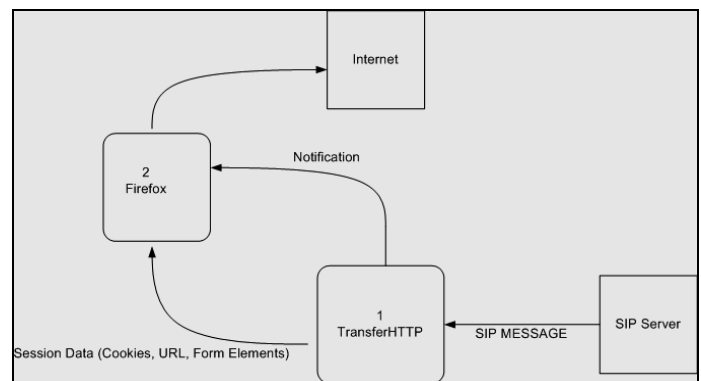 Internet
Notification
2
Firefox
1
TransferHTTP
SIP MESSAGE
SIP Server
Session Data (Cookies, URL, Form Elements)